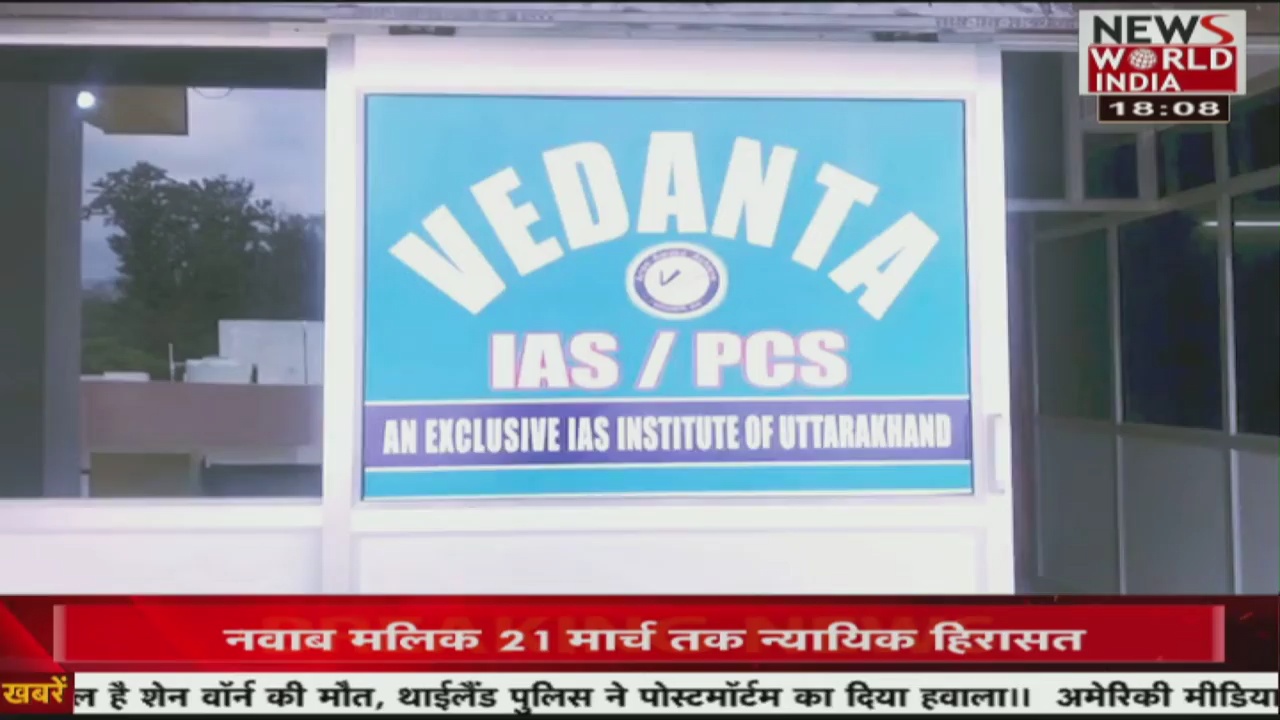 NEWS
WORLD
INDIA
18:08
VEDANTA
IAS / PCS
AN EXCLUSIVE IAS INSTITUTE OF UTTARAKHAND
नवाब मलिक 21 मार्च तक न्यायिक हिरासत
खबरें ल है शेन वॉर्न की मौत, थाईलैंड पुलिस ने पोस्टमॉर्टम का दिया हवाला।। अमेरिकी मीडिया